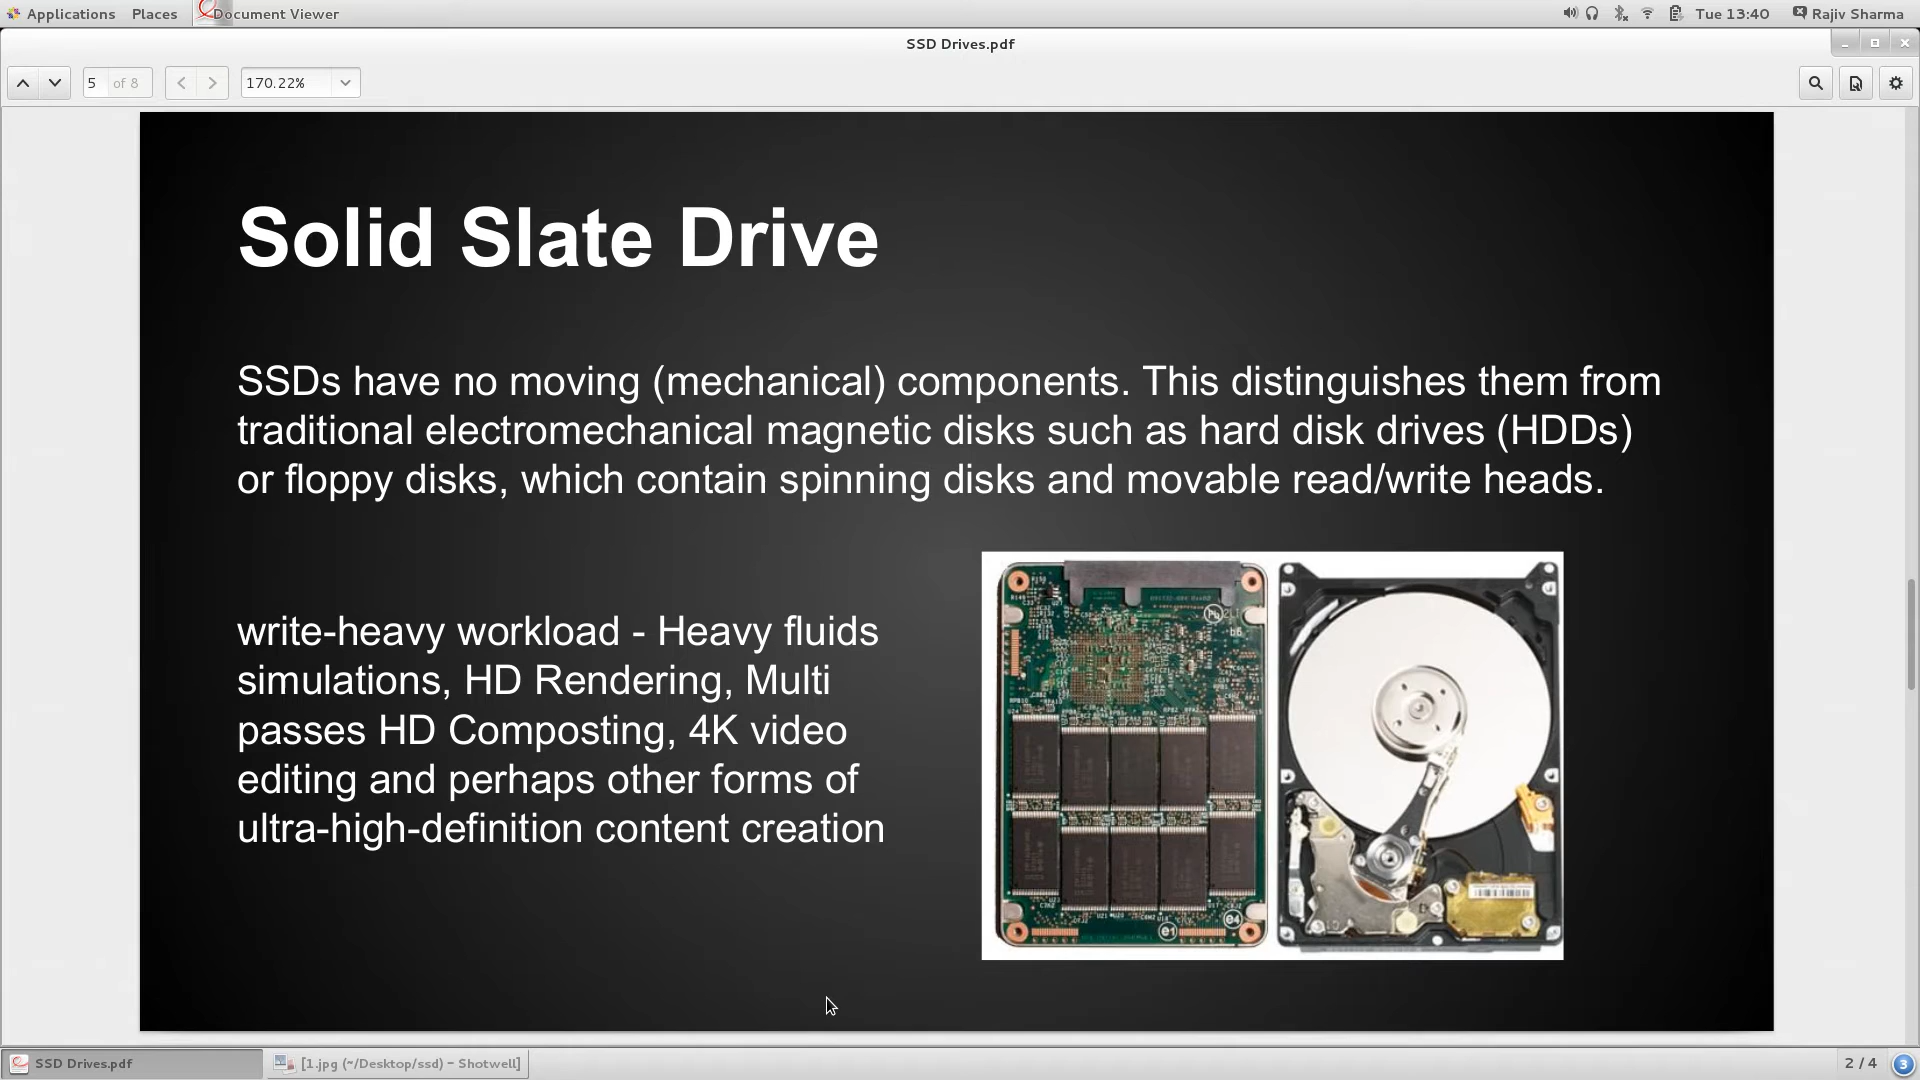 Applications Places Document Viewer Tue 13:40 Rajiv Sharma
SSD Drives.pdf
5 of 8 170.22%
Solid Slate Drive
SSDs have no moving (mechanical) components. This distinguishes them from
traditional electromechanical magnetic disks such as hard disk drives (HDDs)
or floppy disks, which contain spinning disks and movable read/write heads.
write-heavy workload - Heavy fluids
simulations, HD Rendering, Multi
passes HD Composting, 4K video
editing and perhaps other forms of
ultra-high-definition content creation
Pb
e4
e1
SSD Drives.pdf [1.jpg (~/Desktop/ssd) - Shotwell] 2 / 4 3